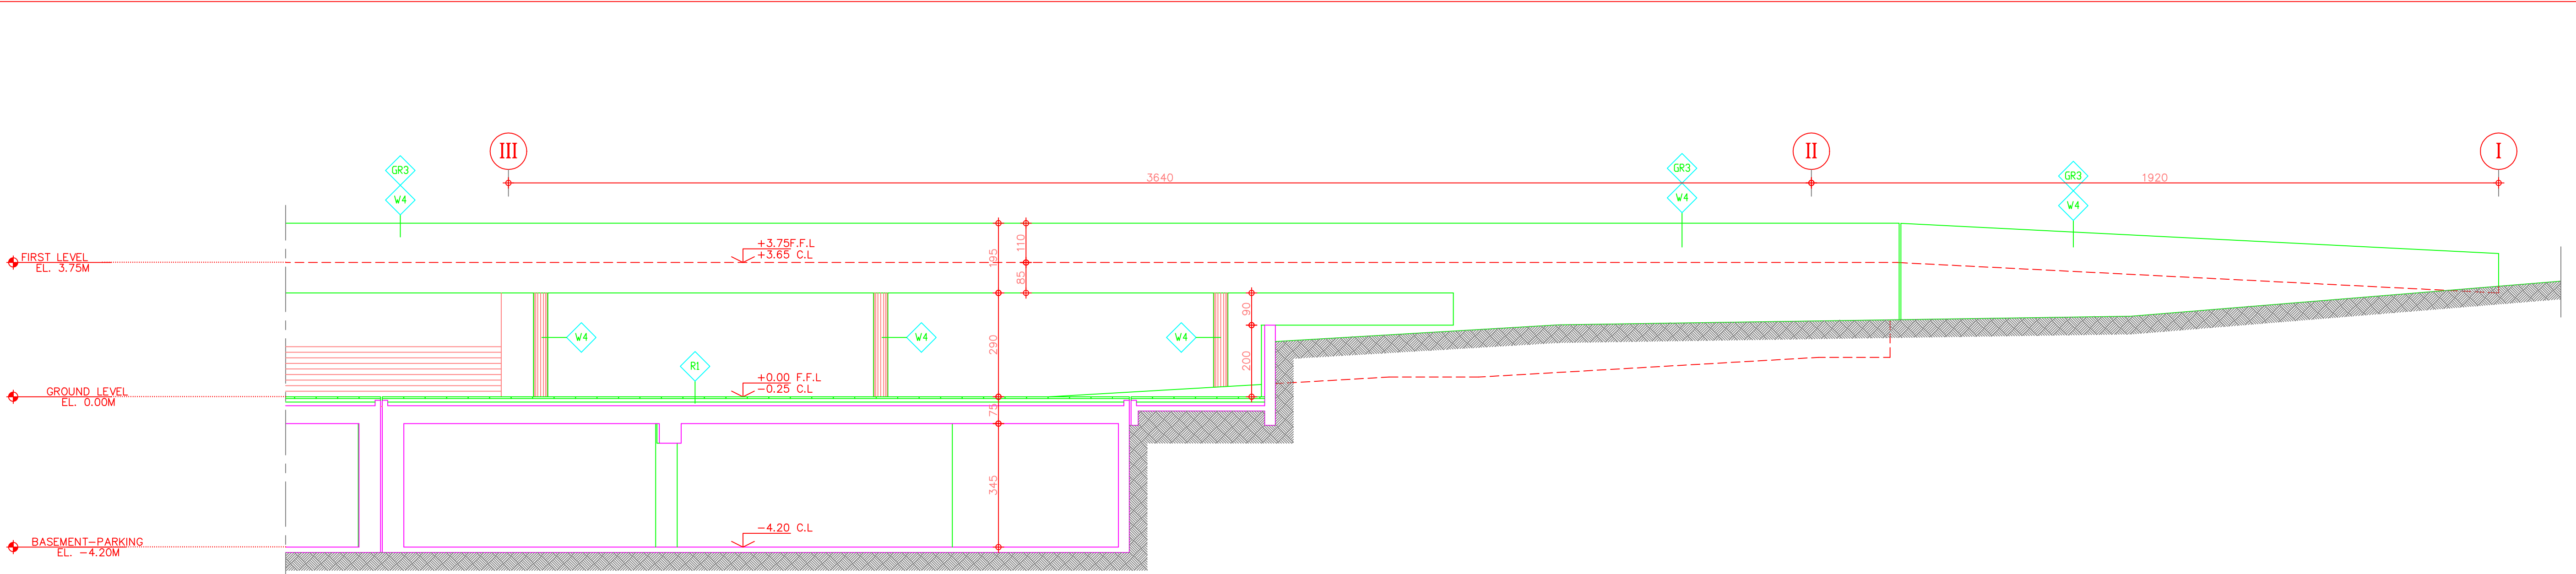 III
II
I
GR3
GR3
GR3
3640
1920
W4
W4
W4
+3.75F.F.L
+3.65 C.L
110
195
85
FIRST LEVEL
EL. 3.75M
90
W4
W4
W4
290
200
R1
+0.00 F.F.L
-0.25 C.L
GROUND LEVEL
EL. 0.00M
75
345
-4.20 C.L
BASEMENT-PARKING
EL. -4.20M